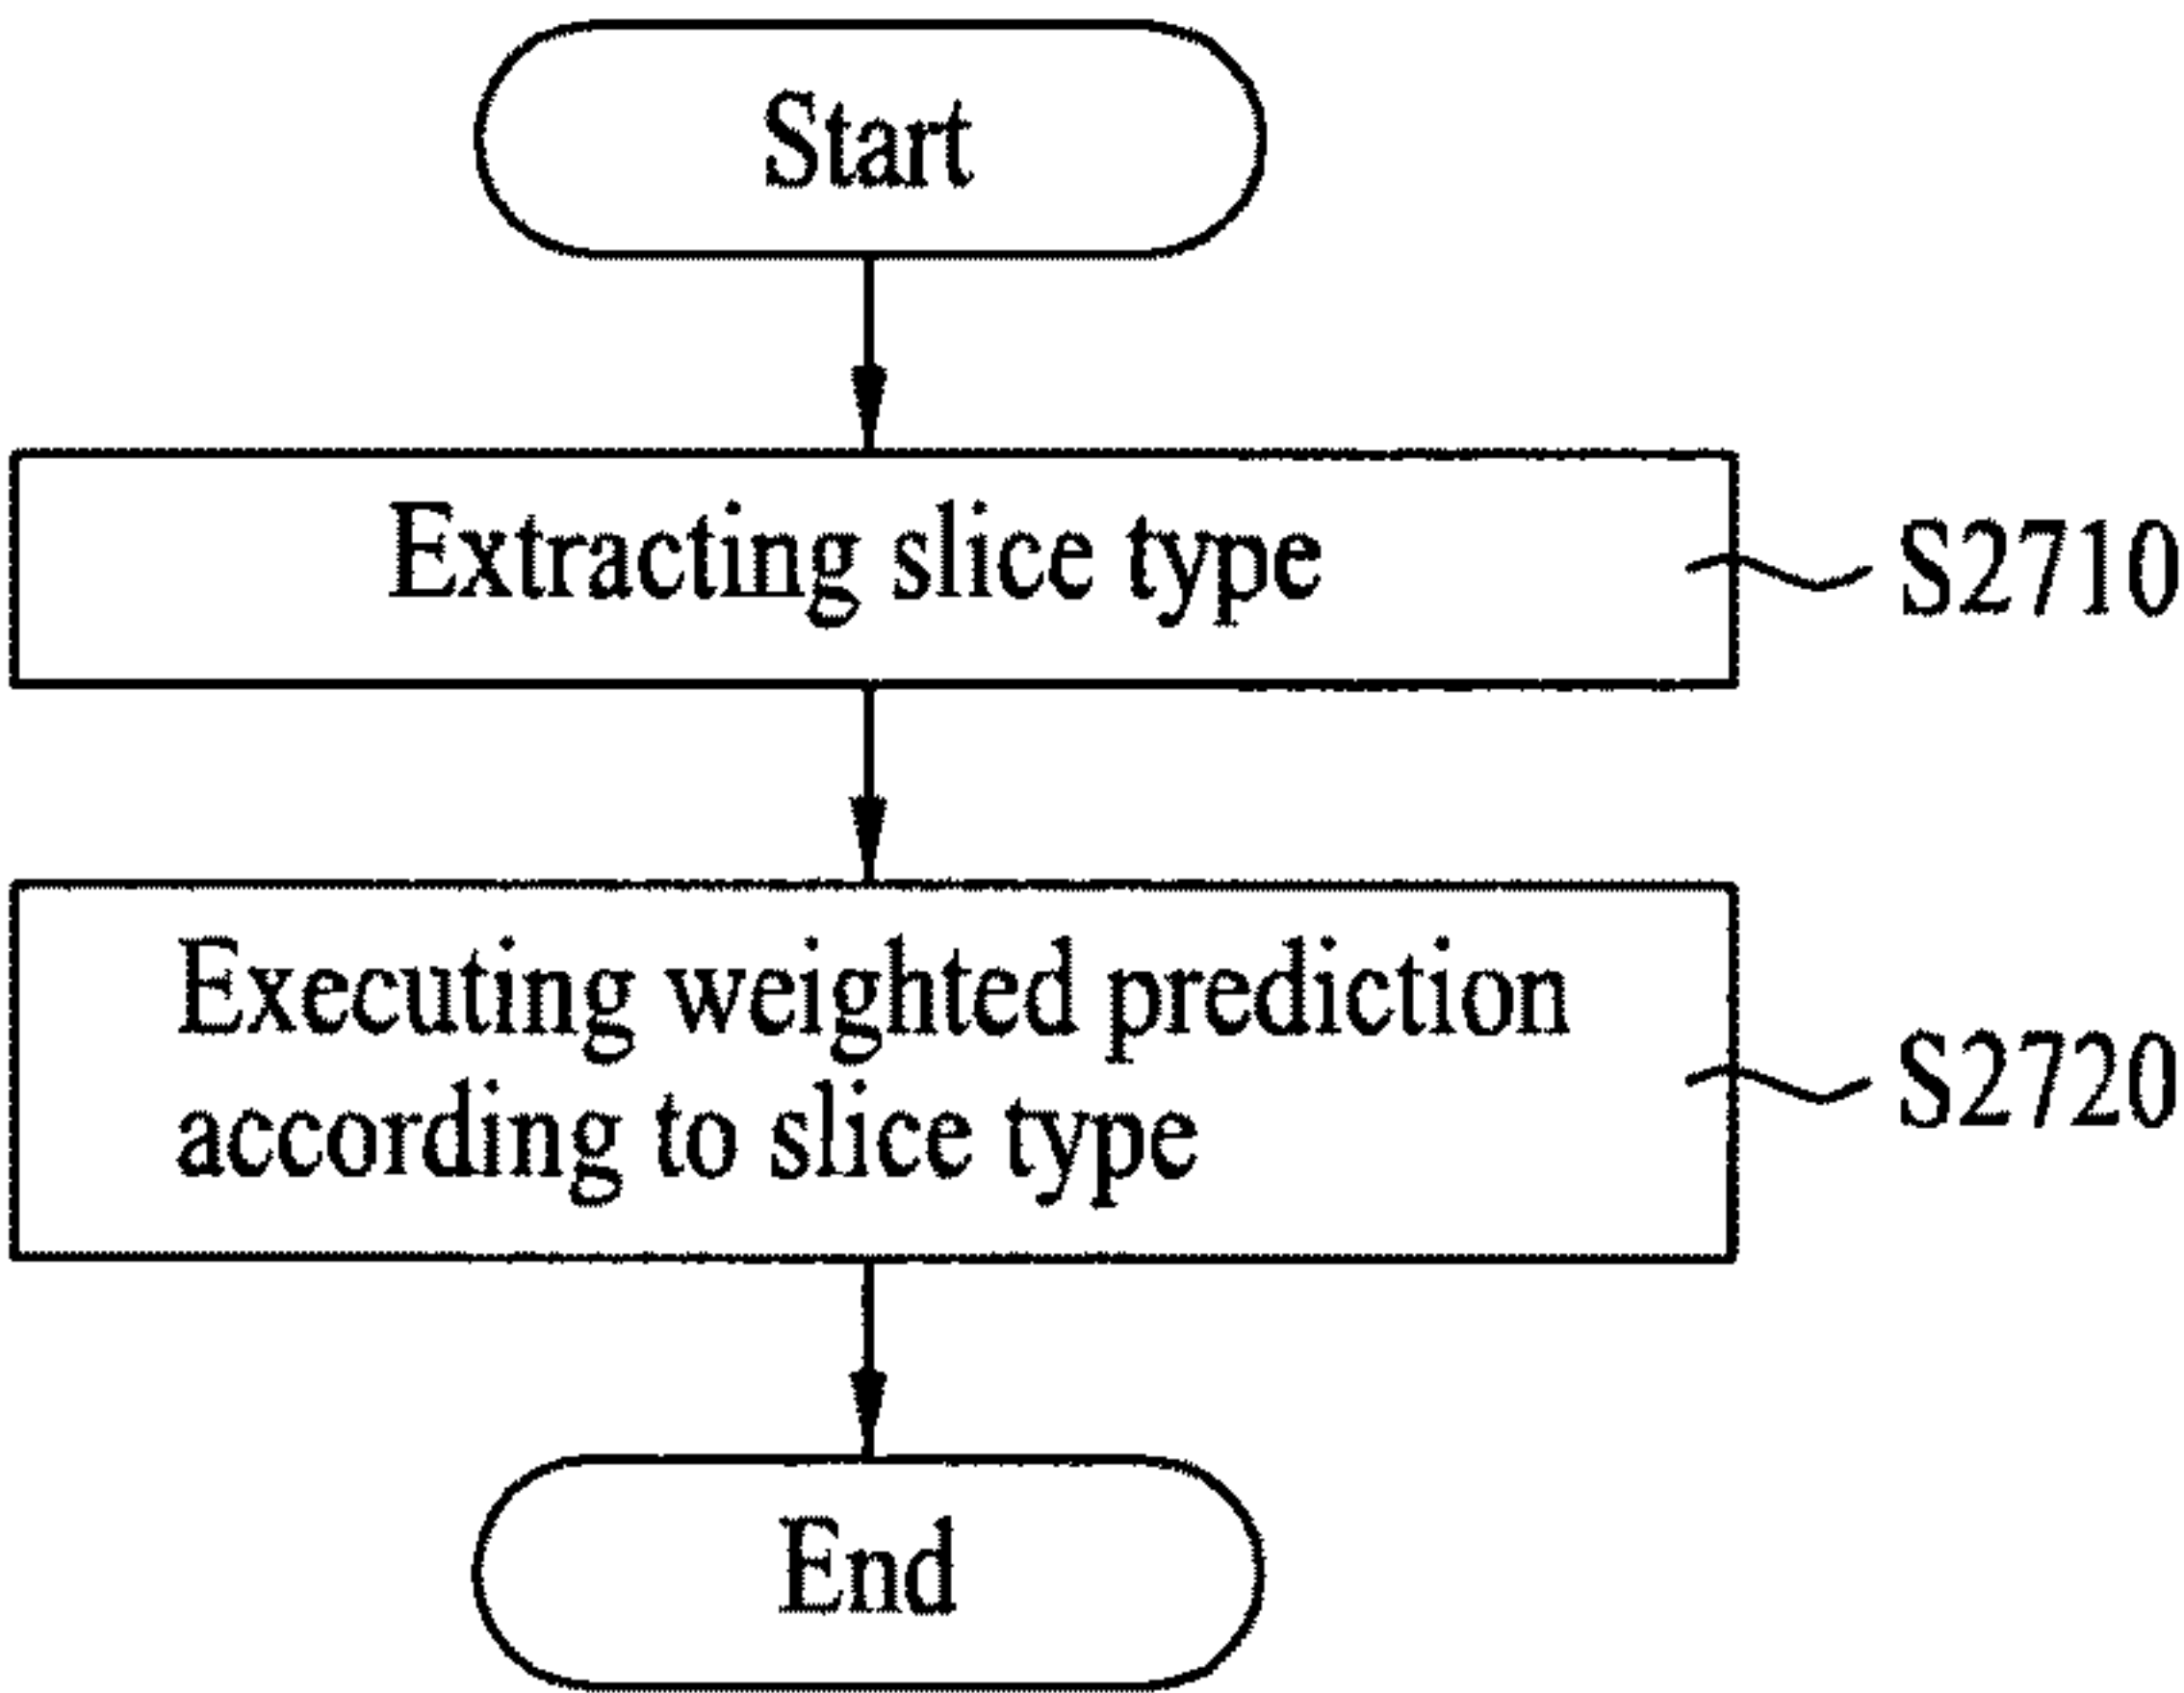 Start
Extracting slice type
S2710
Executing weighted prediction
according to slice type
S2720
End